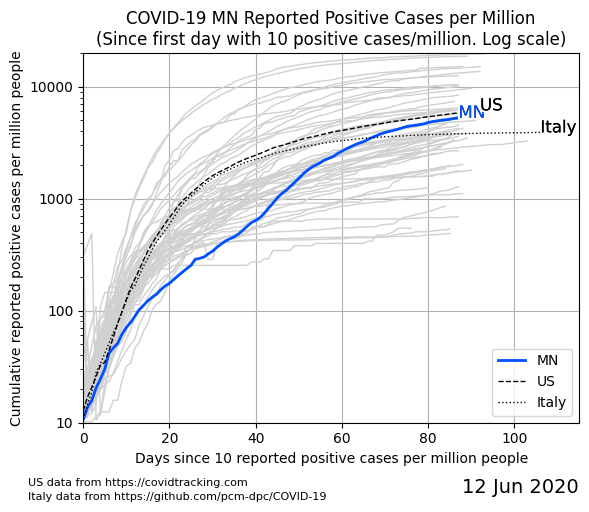 COVID-19 MN Reported Positive Cases per Million
(Since first day with 10 positive cases/million. Log scale)
Cumulative reported positive cases per million people
10000
1000
100
10
MN
US
Italy
MN
US
Italy
0 20 40 60 80 100
Days since 10 reported positive cases per million people
US data from https://covidtracking.com
Italy data from https://github.com/pcm-dpc/COVID-19
12 Jun 2020